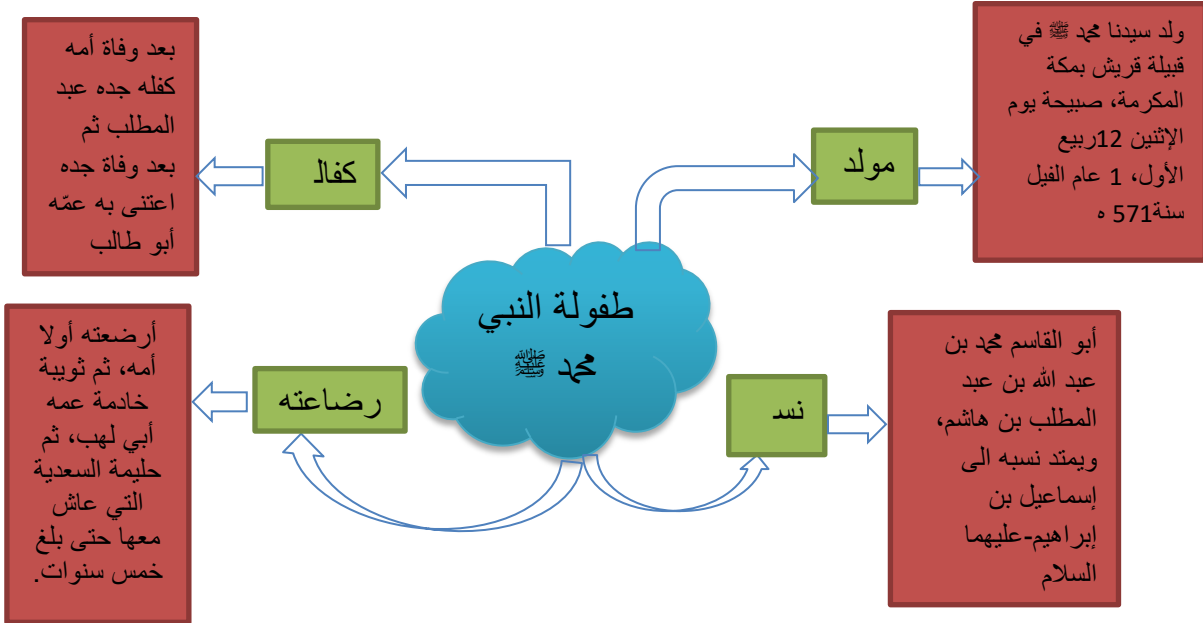 طفولة النبي
محمد ﷺ
مولد
ولد سيدنا محمد ﷺ في
قبيلة قريش بمكة
المكرمة، صبيحة يوم
الإثنين 12ربيع
الأول، 1 عام الفيل
سنة571 ه
نسد
أبو القاسم محمد بن
عبد الله بن عبد
المطلب بن هاشم،
ويمتد نسبه الى
إسماعيل بن
إبراهيم-عليهما
السلام
رضاعته
أرضعته أولا
أمه، ثم ثويبة
خادمة عمه
أبي لهب، ثم
حليمة السعدية
التي عاش
معها حتى بلغ
خمس سنوات.
كفالـ
بعد وفاة أمه
كفله جده عبد
المطلب ثم
بعد وفاة جده
اعتنى به عمّه
أبو طالب